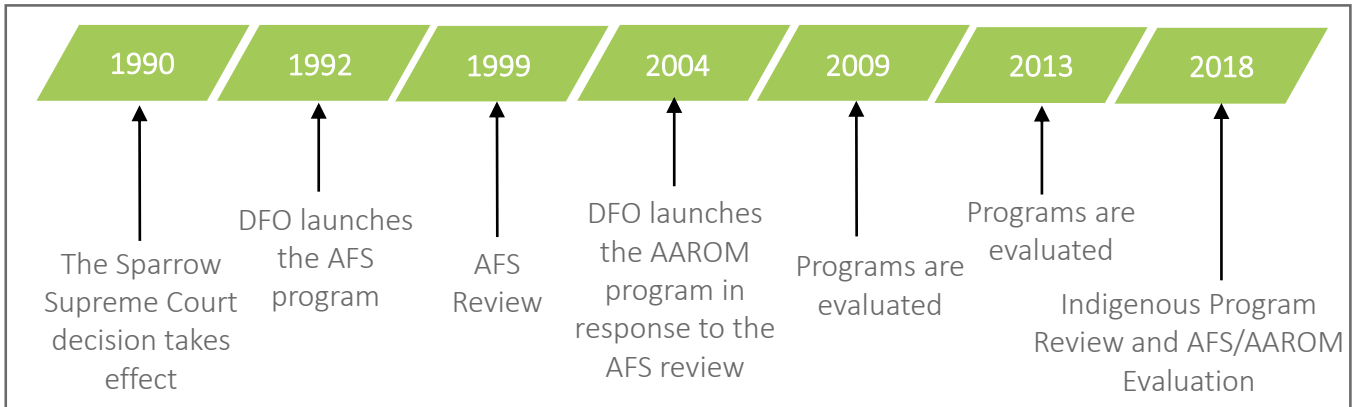 1990
1992
1999
2004
2009
2013
2018
The Sparrow
Supreme Court
decision takes
effect
DFO launches
the AFS
program
AFS
Review
DFO launches
the AAROM
program in
response to the
AFS review
Programs are
evaluated
Programs are
evaluated
Indigenous Program
Review and AFS/AAROM
Evaluation